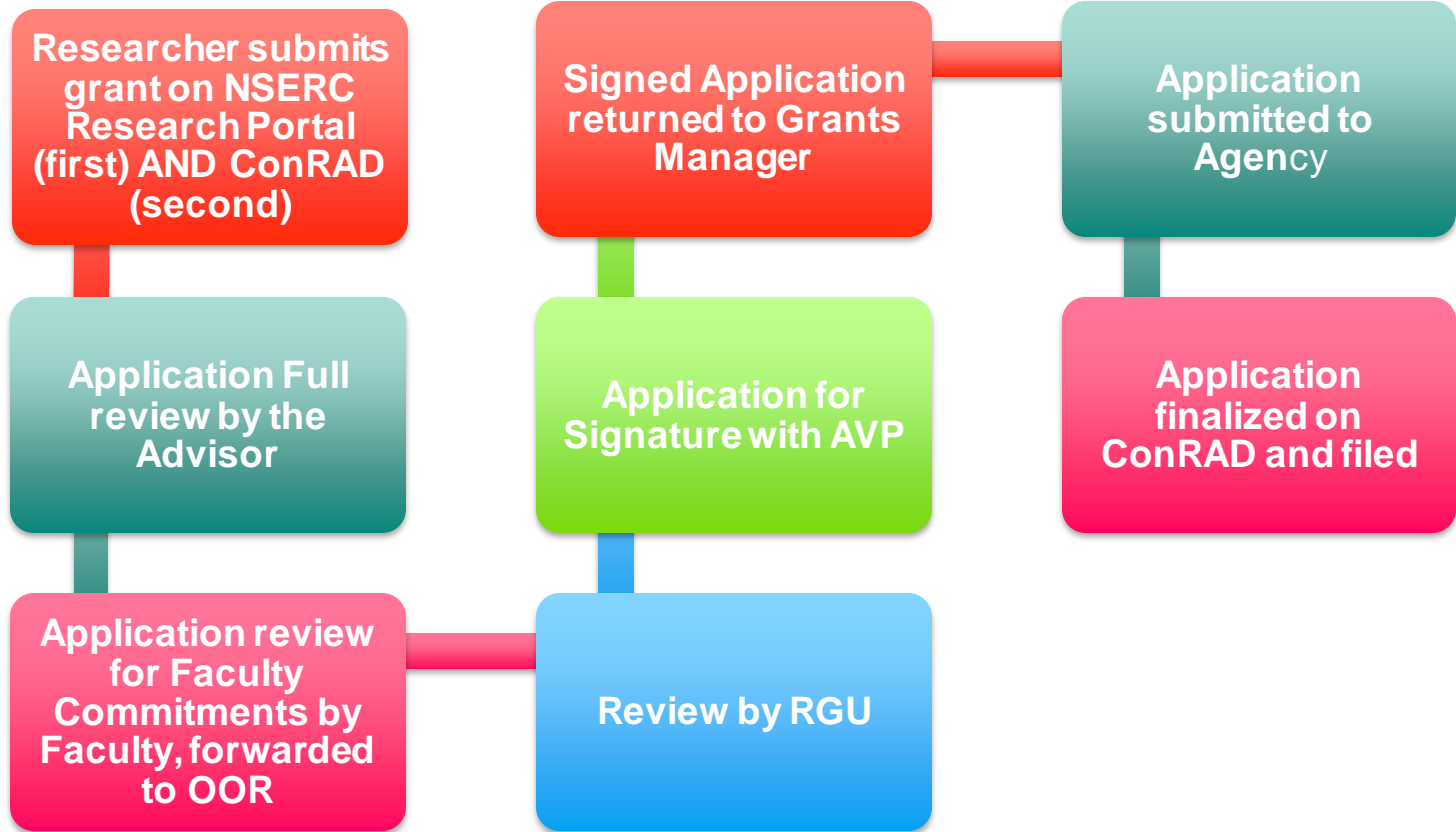 Researcher submits
grant on NSERC
Research Portal
(first) AND ConRAD
(second)
Application Full
review by the
Advisor
Application review
for Faculty
Commitments by
Faculty, forwarded
to OOR
Review by RGU
Application for
Signature with AVP
Signed Application
returned to Grants
Manager
Application
submitted to
Agency
Application
finalized on
ConRAD and filed